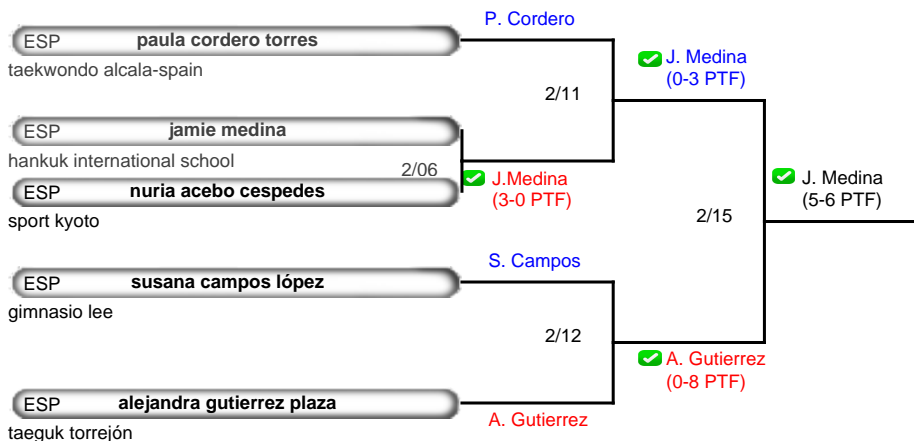 P. Cordero
ESP paula cordero torres
taekwondo alcala-spain
J. Medina
(0-3 PTF)
2/11
ESP jamie medina
hankuk international school
2/06
J.Medina
(3-0 PTF)
J. Medina
(5-6 PTF)
ESP nuria acebo cespedes
sport kyoto
2/15
S. Campos
ESP susana campos lópez
gimnasio lee
2/12
A. Gutierrez
(0-8 PTF)
ESP alejandra gutierrez plaza
A. Gutierrez
taeguk torrejón